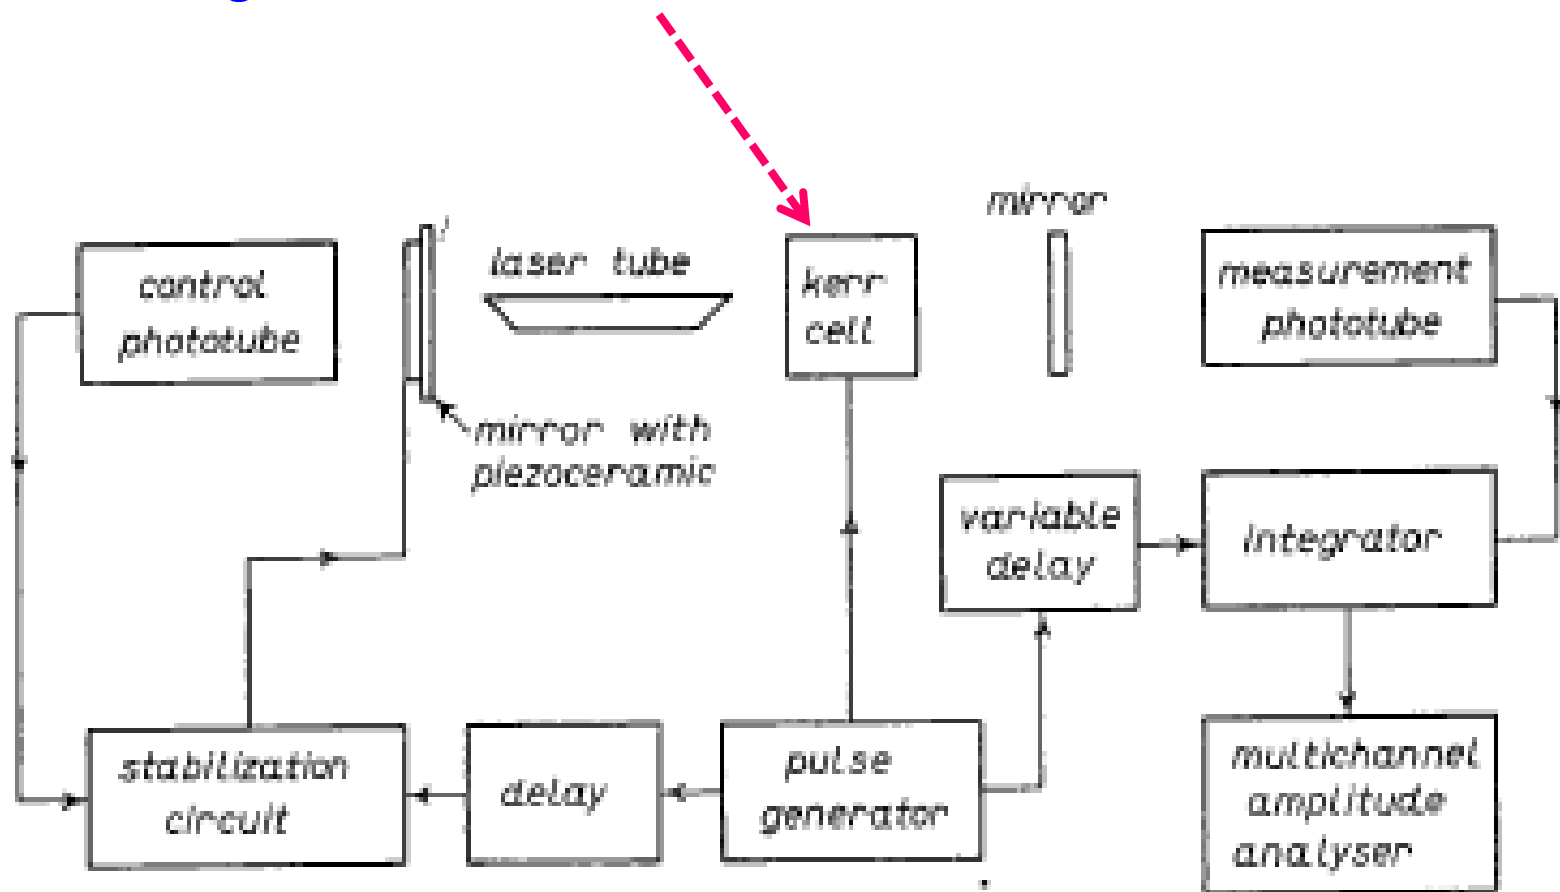 mirror
laser tube
control
phototube
kerr
cell
measurement
phototube
mirror with
piezoceramic
variable
delay
integrator
stabilization
circuit
delay
pulse
generator
multichannel
amplitude
analyser